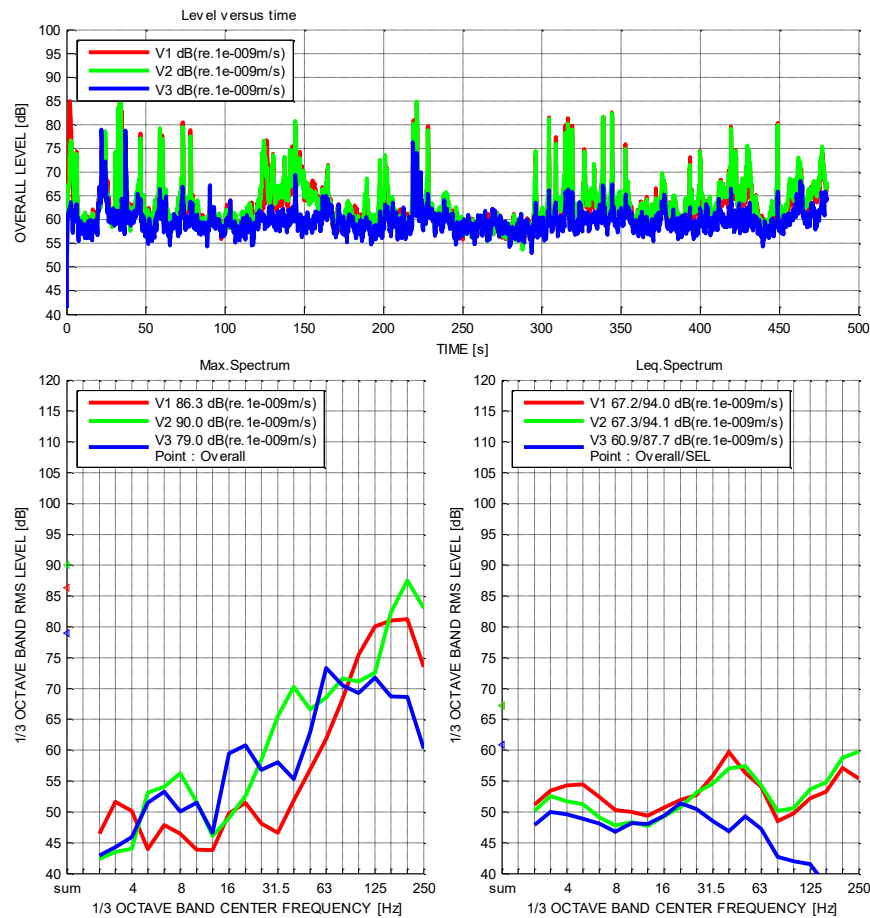 Level versus time
100
95
90
85
80
75
70
65
60
55
50
45
40
OVERALL LEVEL [dB]
V1 dB(re.1e-009m/s)
V2 dB(re.1e-009m/s)
V3 dB(re.1e-009m/s)
0 50 100 150 200 250 300 350 400 450 500
TIME [s]
Max.Spectrum
120
115
110
105
100
95
90
85
80
75
70
65
60
55
50
45
40
1/3 OCTAVE BAND RMS LEVEL [dB]
V1 86.3 dB(re.1e-009m/s)
V2 90.0 dB(re.1e-009m/s)
V3 79.0 dB(re.1e-009m/s)
Point : Overall
sum 4 8 16 31.5 63 125 250
1/3 OCTAVE BAND CENTER FREQUENCY [Hz]
Leq.Spectrum
120
115
110
105
100
95
90
85
80
75
70
65
60
55
50
45
40
1/3 OCTAVE BAND RMS LEVEL [dB]
V1 67.2/94.0 dB(re.1e-009m/s)
V2 67.3/94.1 dB(re.1e-009m/s)
V3 60.9/87.7 dB(re.1e-009m/s)
Point : Overall/SEL
sum 4 8 16 31.5 63 125 250
1/3 OCTAVE BAND CENTER FREQUENCY [Hz]